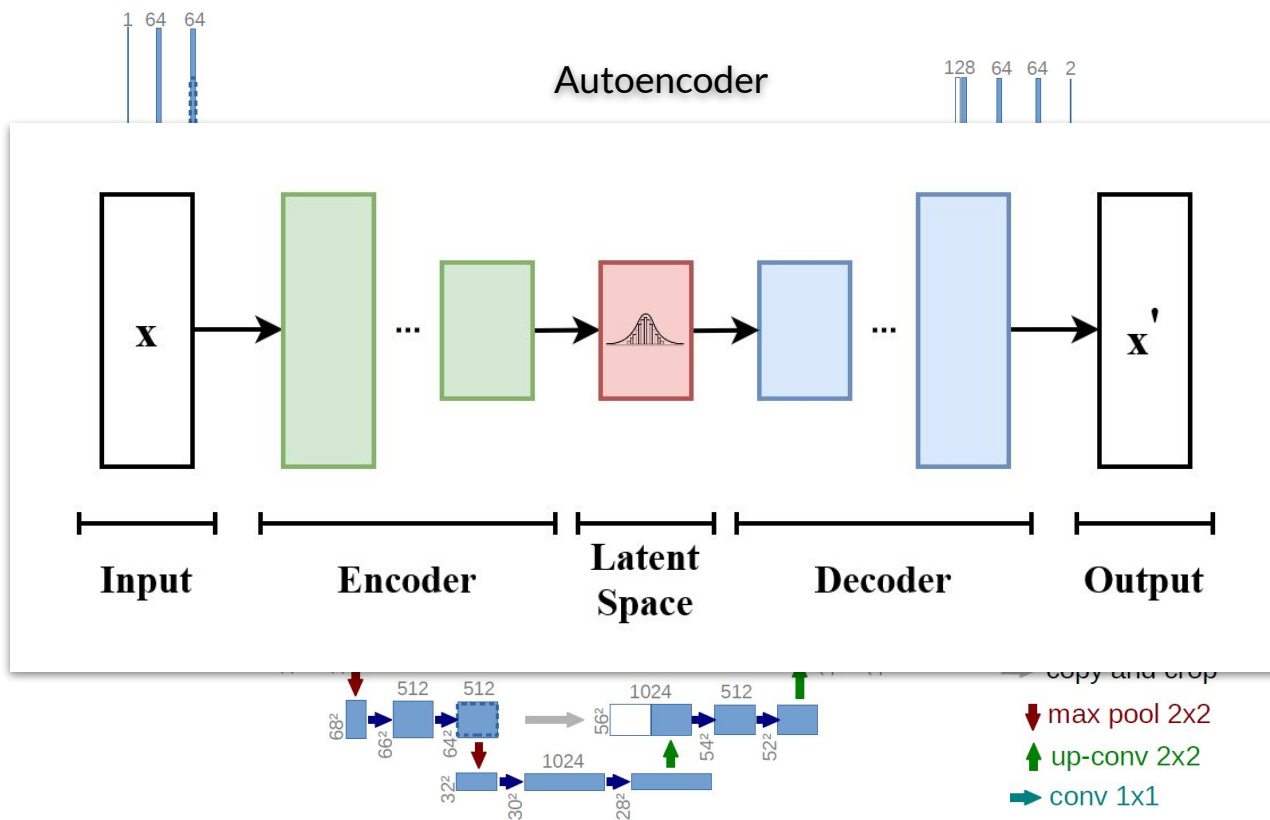 1 64 64
Autoencoder
128 64 64 2
x
...
...
x'
Input
Encoder
Latent
Space
Decoder
Output
copy and crop
512 512 1024 512
68²
66²
64²
56²
54²
52²
max pool 2x2
up-conv 2x2
1024
32²
30²
28²
conv 1x1